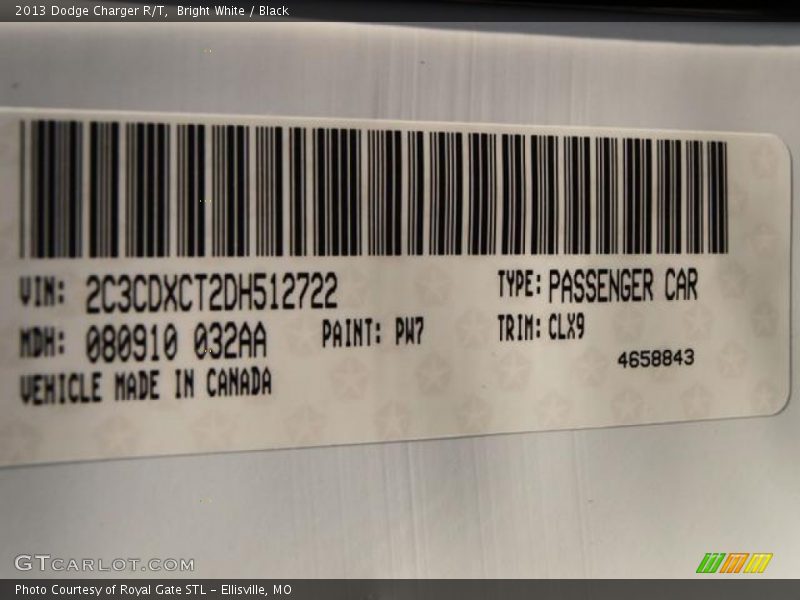 2013 Dodge Charger R/T, Bright White / Black
VIN: 2C3CDXCT2DH512722
TYPE: PASSENGER CAR
MDH: 080910 032AA
PAINT: PW7
TRIM: CLX9
4658843
VEHICLE MADE IN CANADA
GTCARLOT.COM
Photo Courtesy of Royal Gate STL - Ellisville, MO